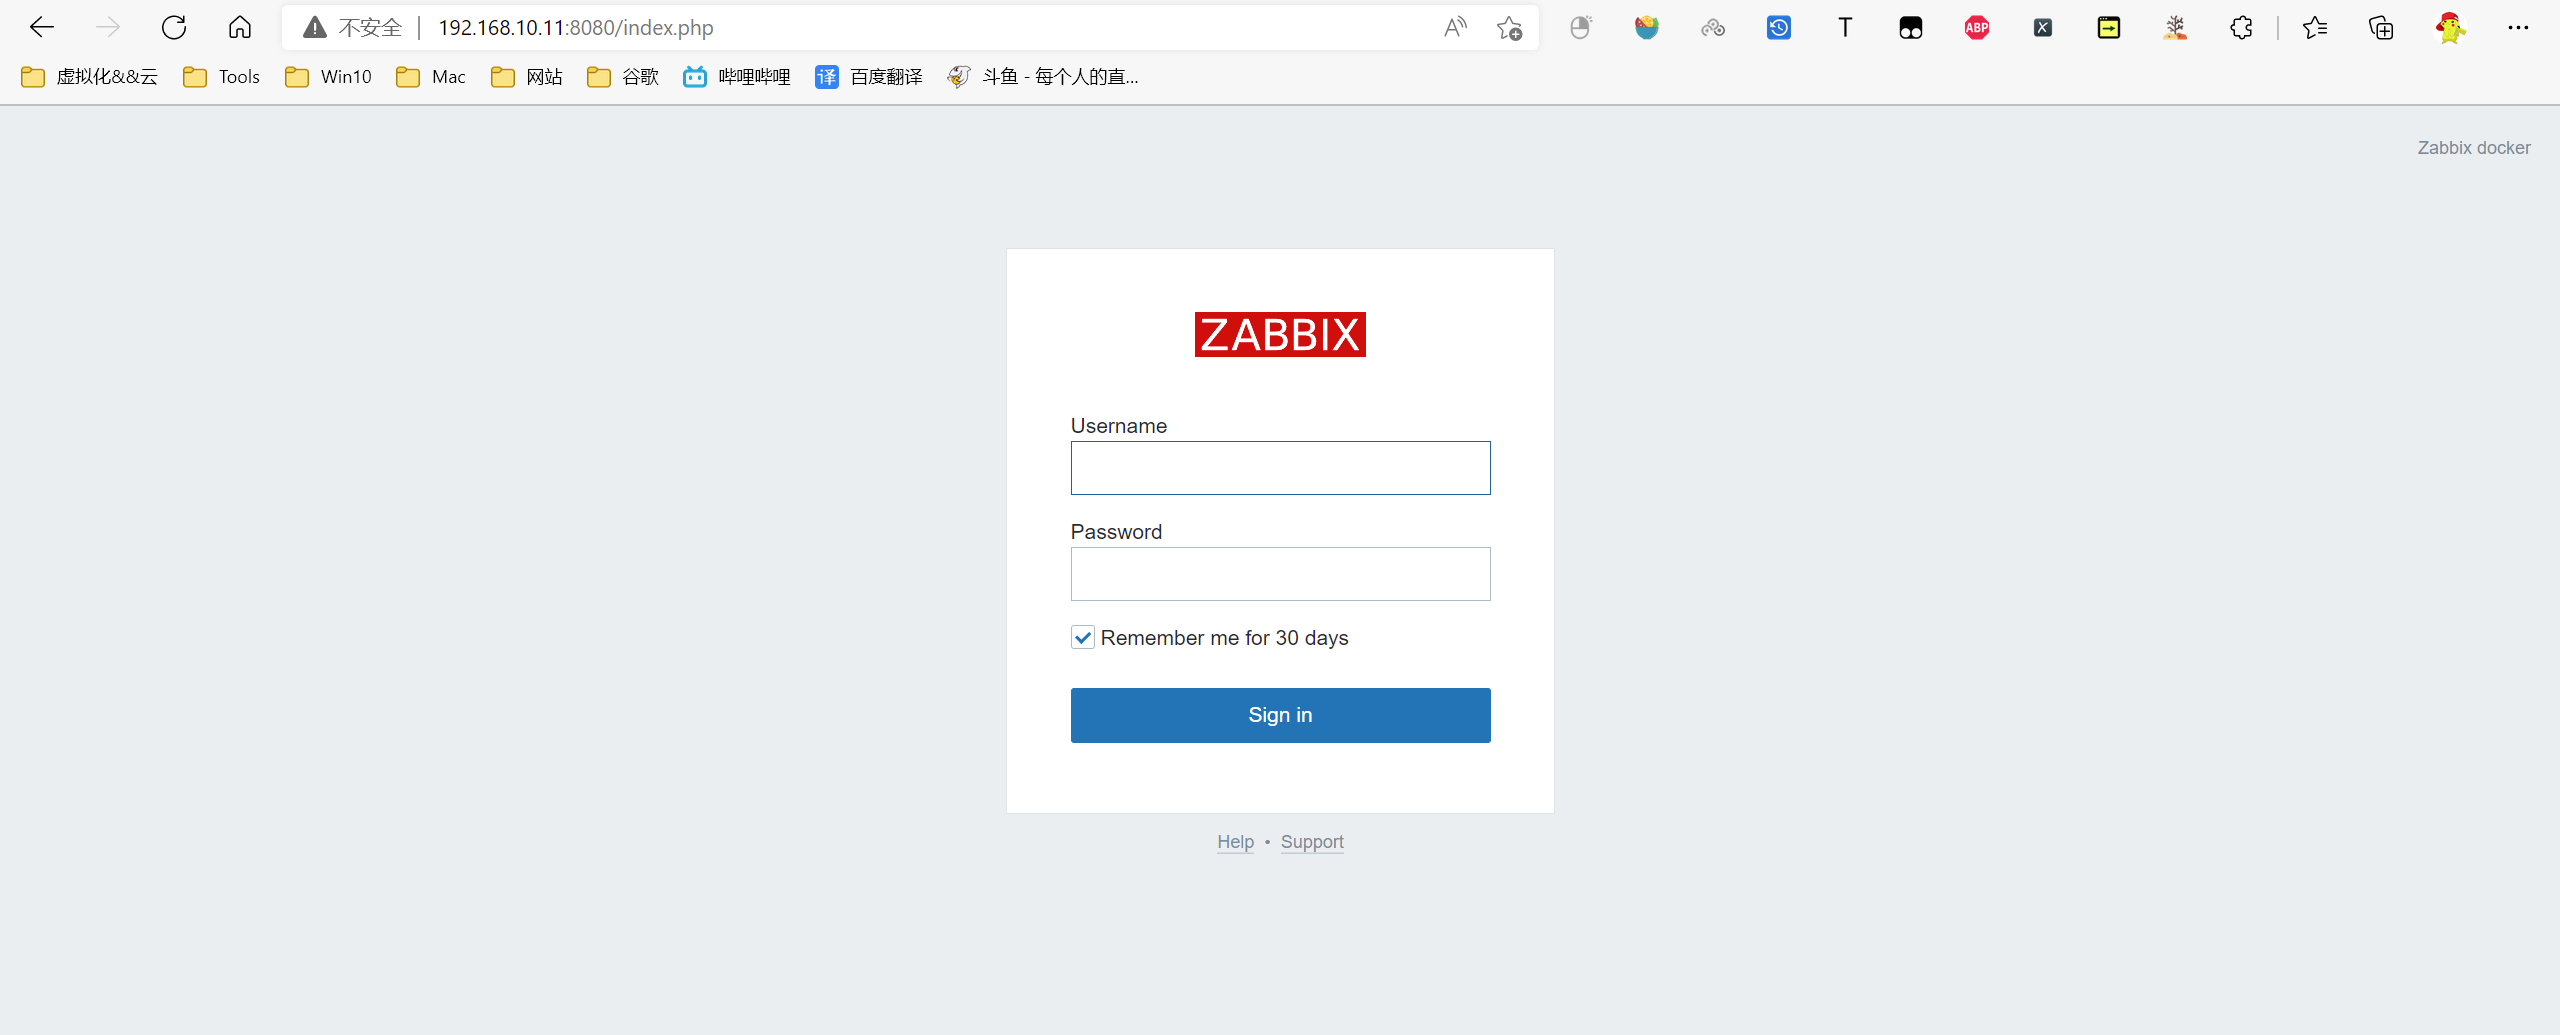 不安全 192.168.10.11:8080/index.php A T ABP X
虚拟化&&云 Tools Win10 Mac 网站 谷歌 哔哩哔哩 译 百度翻译 斗鱼 - 每个人的直...
Zabbix docker
ZABBIX
Username
Password
Remember me for 30 days
Sign in
Help • Support